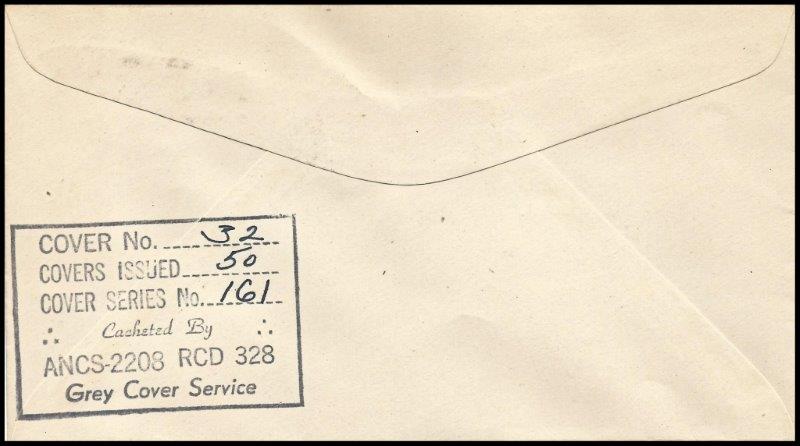 COVER No. 32
COVERS ISSUED 50
COVER SERIES No. 161
Cacheted By
ANCS-2208 RCD 328
Grey Cover Service